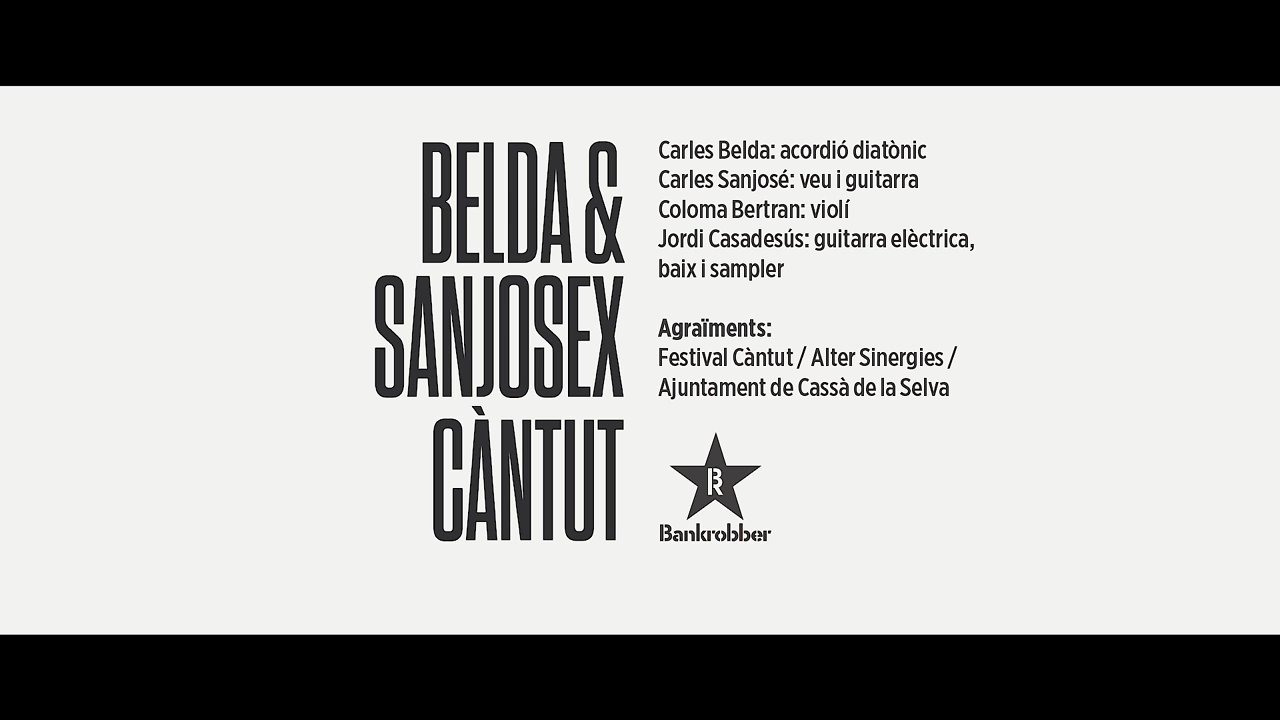 BELDA &
SANJOSEX
CÀNTUT
Carles Belda: acordió diatònic
Carles Sanjosé: veu i guitarra
Coloma Bertran: violí
Jordi Casadesús: guitarra elèctrica,
baix i sampler
Agraïments:
Festival Càntut / Alter Sinergies /
Ajuntament de Cassà de la Selva
BR
Bankrobber